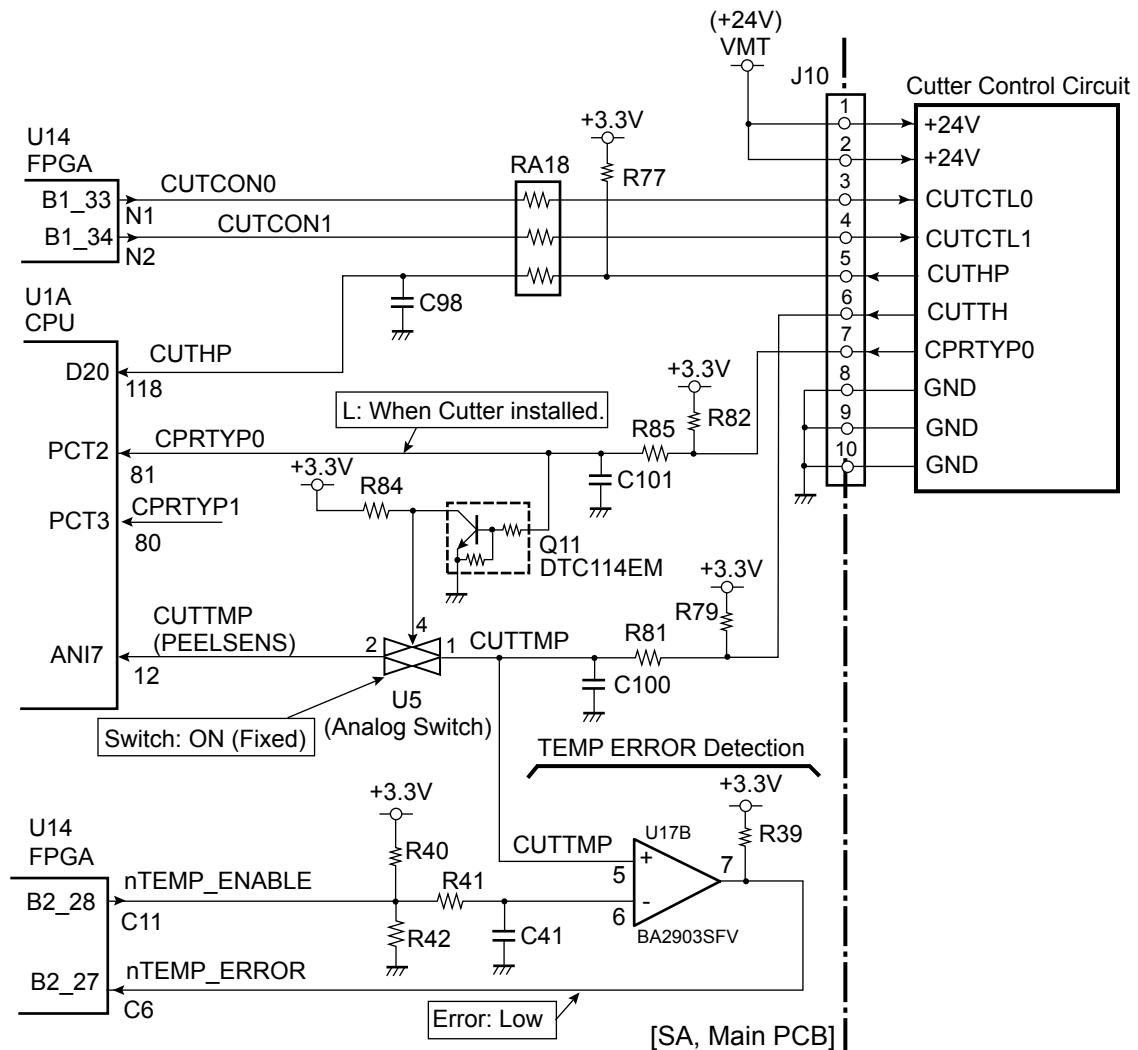 (+24V)
VMT
J10
Cutter Control Circuit
U14
FPGA
+3.3V
RA18
R77
B1_33
N1
CUTCON0
B1_34
N2
CUTCON1
1
+24V
2
+24V
3
CUTCTL0
4
CUTCTL1
5
CUTHP
6
CUTTH
7
CPRTYP0
8
GND
9
GND
10
GND
C98
U1A
CPU
D20
118
CUTHP
L: When Cutter installed.
+3.3V
R82
R85
C101
PCT2
81
CPRTYP0
+3.3V
R84
PCT3
80
CPRTYP1
Q11
DTC114EM
+3.3V
R79
R81
C100
ANI7
12
CUTTMP
(PEELSENS)
2
4
1
CUTTMP
U5
(Analog Switch)
Switch: ON (Fixed)
TEMP ERROR Detection
+3.3V
R39
+3.3V
R40
U14
FPGA
CUTTMP
5
+
U17B
7
6
-
BA2903SFV
B2_28
C11
nTEMP_ENABLE
R41
R42
C41
B2_27
C6
nTEMP_ERROR
Error: Low
[SA, Main PCB]